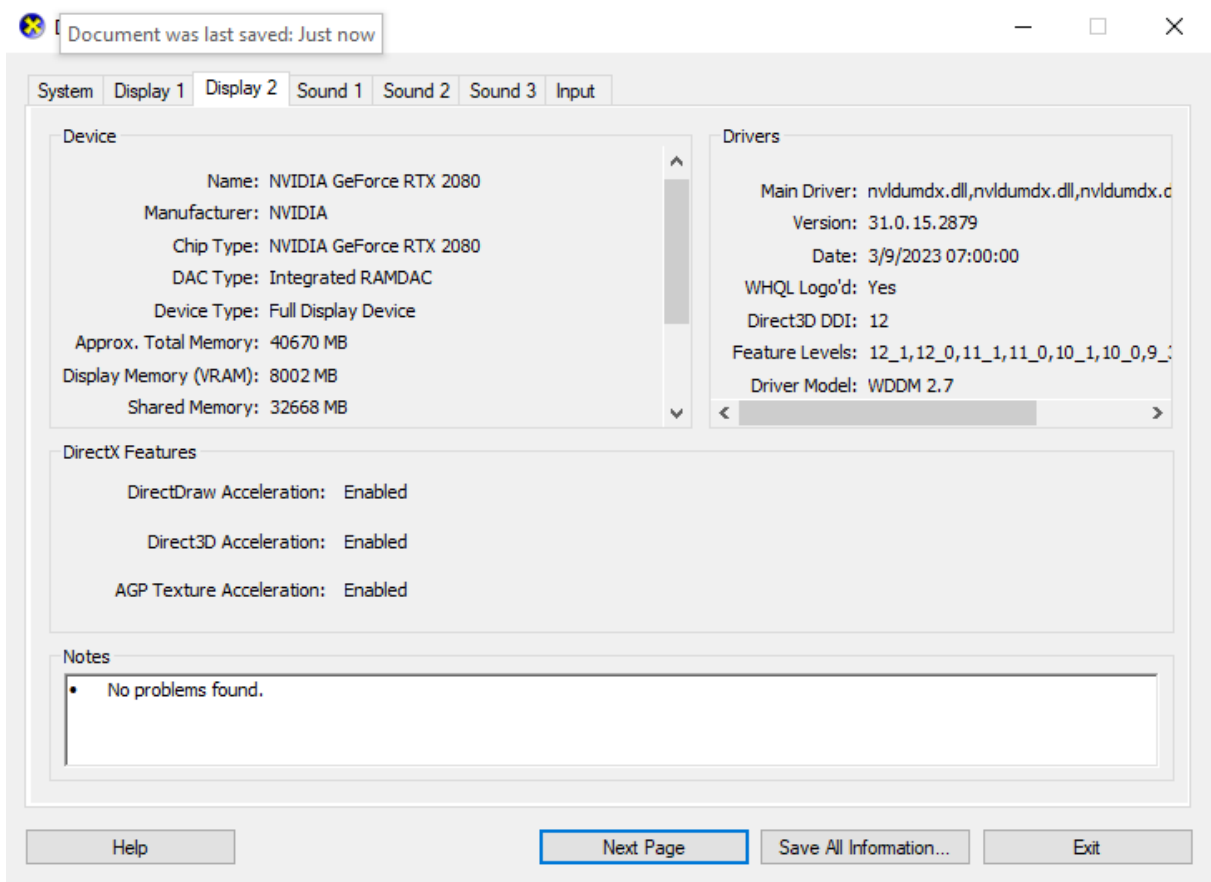 Document was last saved: Just now
System Display 1 Display 2 Sound 1 Sound 2 Sound 3 Input
Device
Name: NVIDIA GeForce RTX 2080
Manufacturer: NVIDIA
Chip Type: NVIDIA GeForce RTX 2080
DAC Type: Integrated RAMDAC
Device Type: Full Display Device
Approx. Total Memory: 40670 MB
Display Memory (VRAM): 8002 MB
Shared Memory: 32668 MB
Drivers
Main Driver: nvldumdx.dll,nvldumdx.dll,nvldumdx.d
Version: 31.0.15.2879
Date: 3/9/2023 07:00:00
WHQL Logo'd: Yes
Direct3D DDI: 12
Feature Levels: 12_1,12_0,11_1,11_0,10_1,10_0,9_
Driver Model: WDDM 2.7
DirectX Features
DirectDraw Acceleration: Enabled
Direct3D Acceleration: Enabled
AGP Texture Acceleration: Enabled
Notes
• No problems found.
Help Next Page Save All Information... Exit